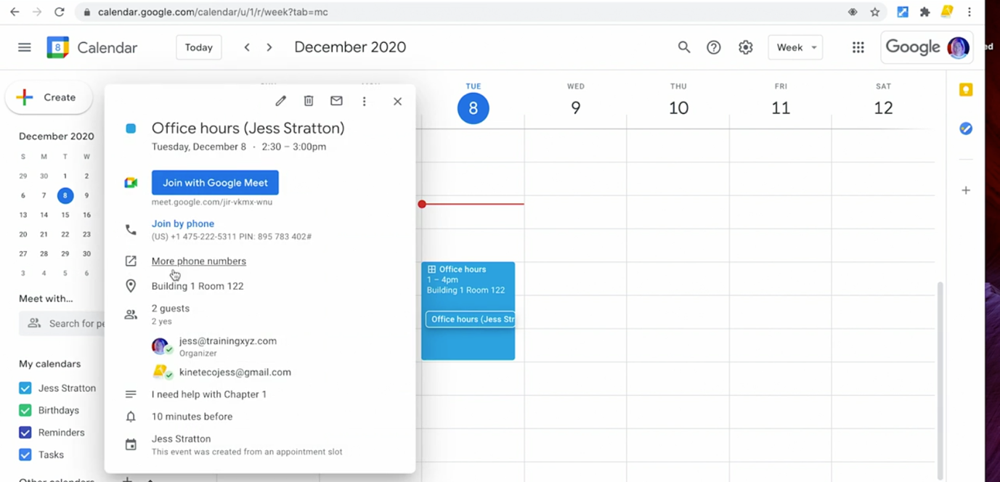 calendar.google.com/calendar/u/1/r/week?tab=mc
8 Calendar Today December 2020 Week Google
ed
Create
December 2020
S M T W
29 30 1 2
6 7 8 9
13 14 15 16
20 21 22 23
27 28 29 30
3 4 5 6
Meet with...
Search for pe
My calendars
Jess Stratton
Birthdays
Reminders
Tasks
Other calendars
Office hours (Jess Stratton)
Tuesday, December 8 · 2:30 – 3:00pm
Join with Google Meet
meet.google.com/jir-vkmx-wnu
Join by phone
(US) +1 475-222-5311 PIN: 895 783 402#
More phone numbers
Building 1 Room 122
2 guests
2 yes
jess@trainingxyz.com
Organizer
kinetecojess@gmail.com
I need help with Chapter 1
10 minutes before
Jess Stratton
This event was created from an appointment slot
TUE WED THU FRI SAT
8 9 10 11 12
Office hours
1 – 4pm
Building 1 Room 122
Office hours (Jess Str